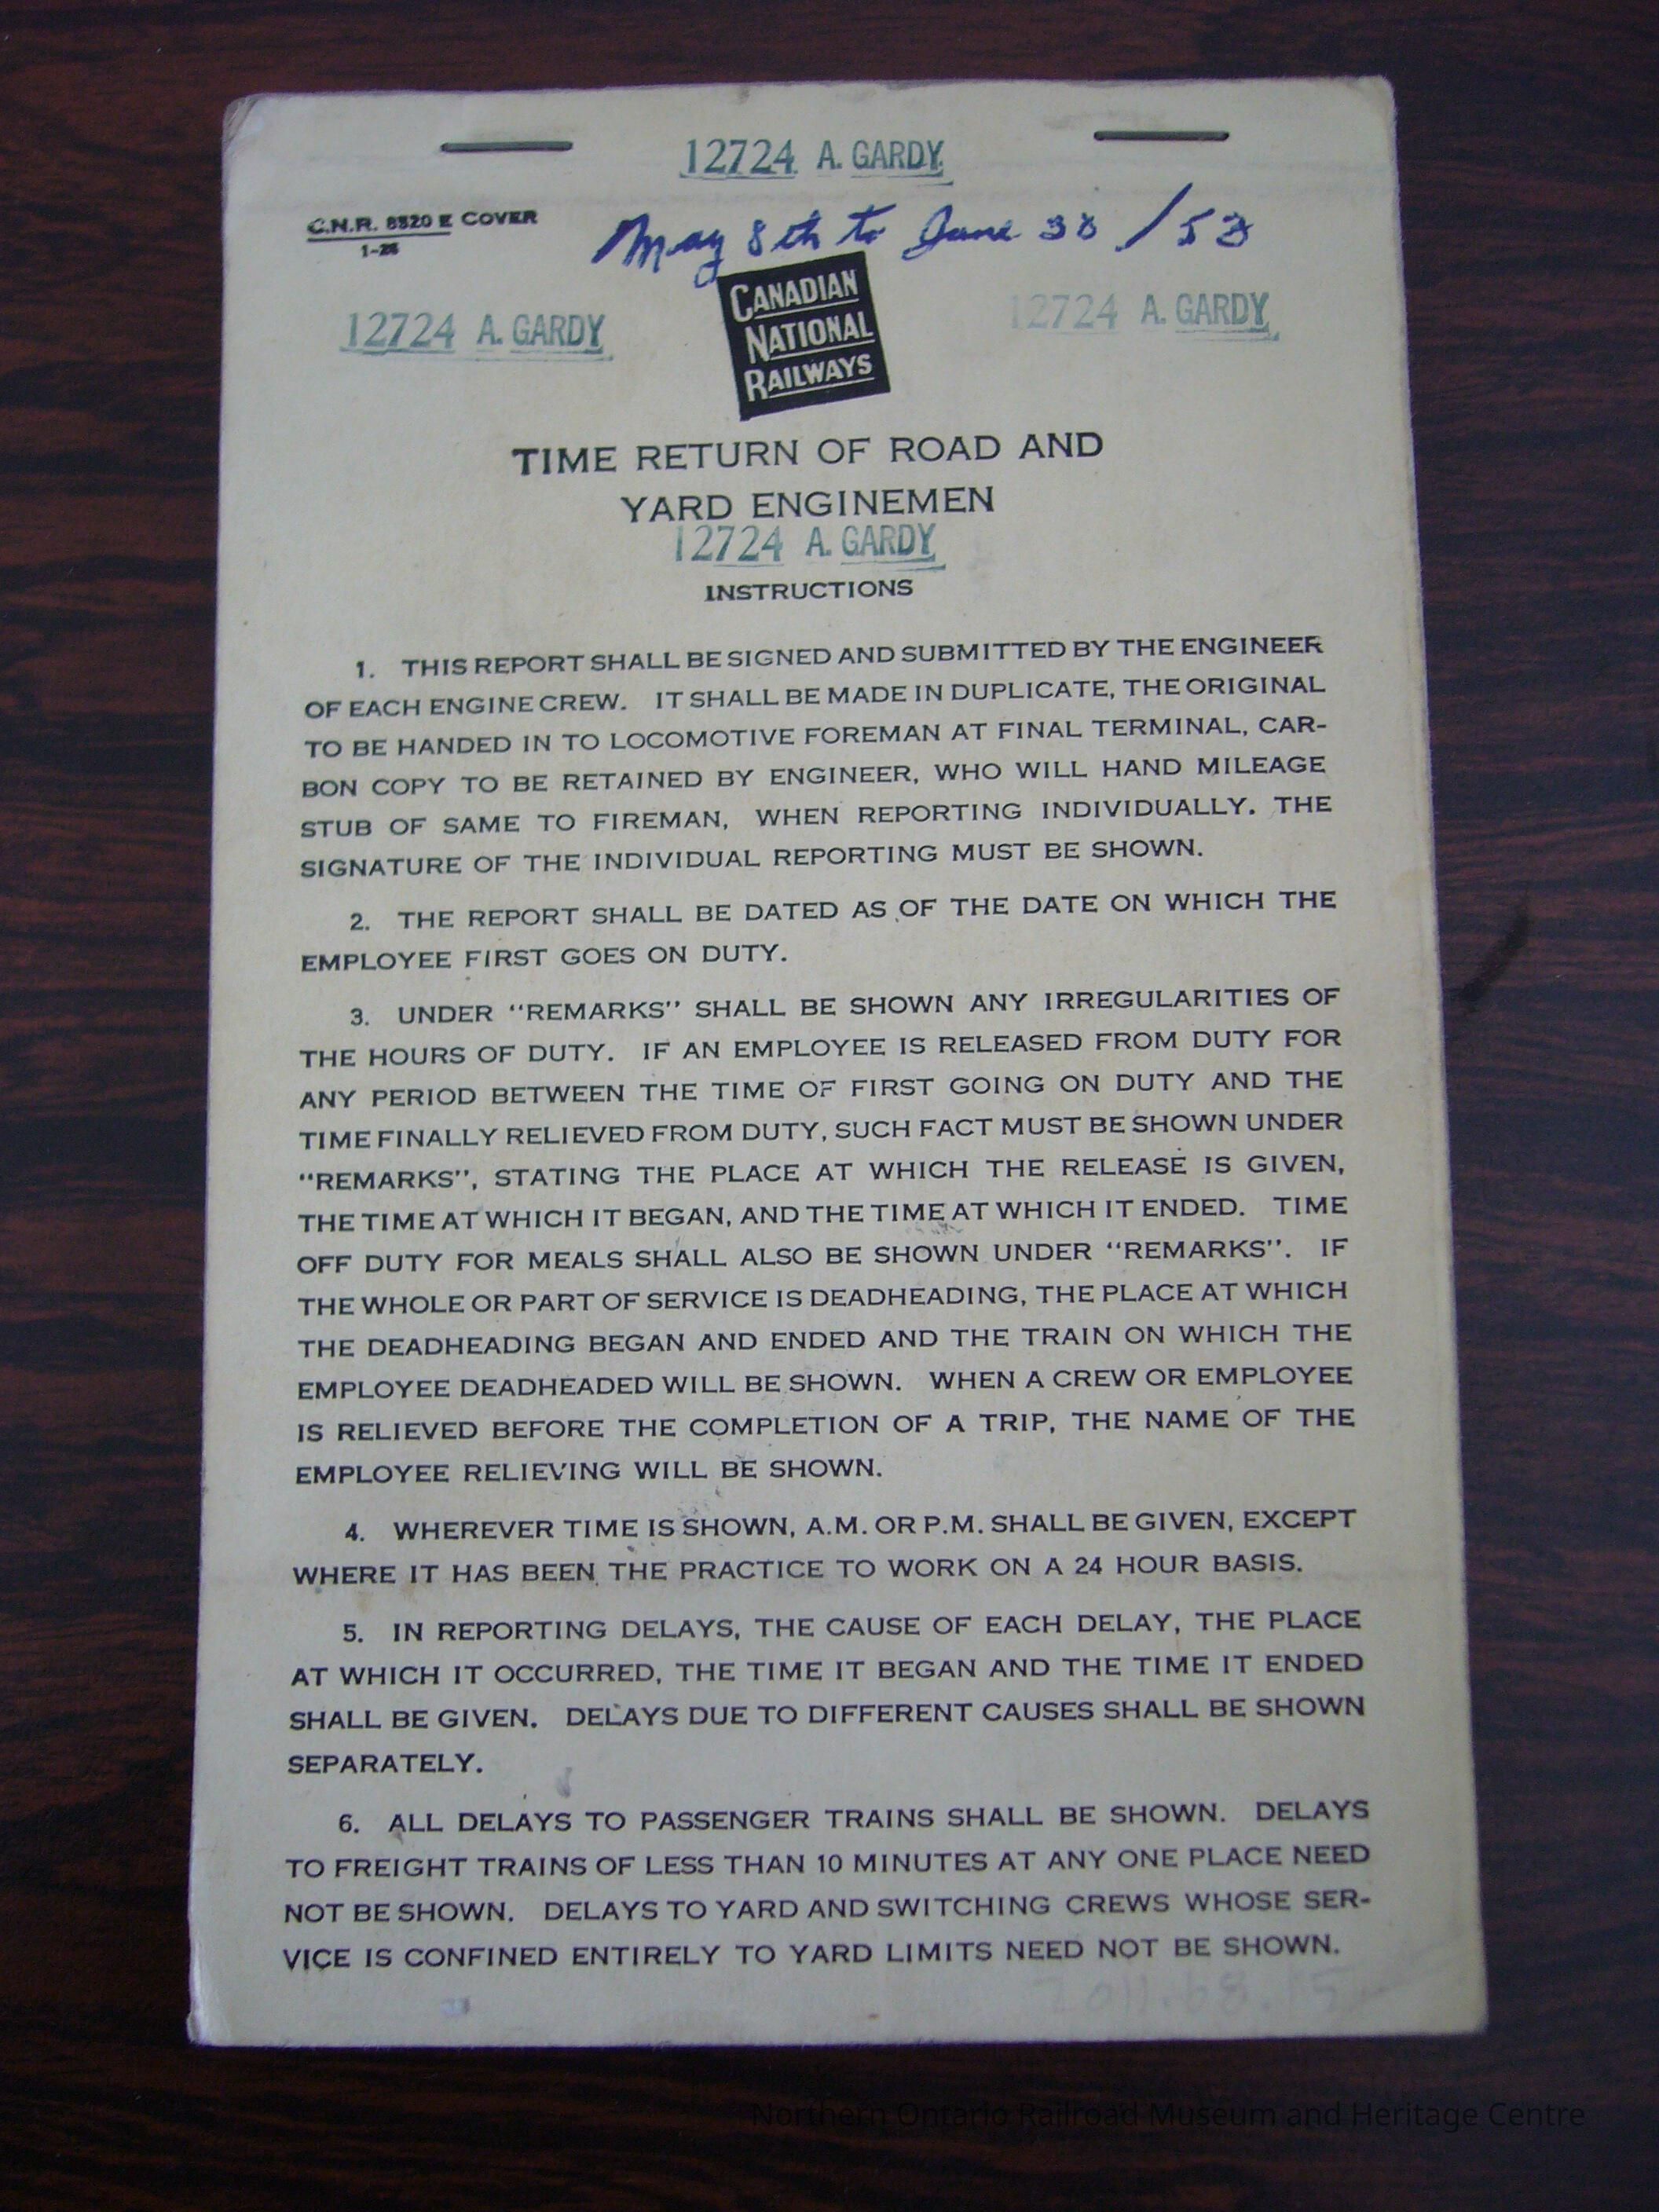 12724 A. GARDY
C.N.R. 8820 E COVER
1-26
May 8th to June 30 / 53
12724 A. GARDY
CANADIAN
NATIONAL
RAILWAYS
12724 A. GARDY
TIME RETURN OF ROAD AND
YARD ENGINEMEN
12724 A. GARDY
INSTRUCTIONS
1. THIS REPORT SHALL BE SIGNED AND SUBMITTED BY THE ENGINEER
OF EACH ENGINE CREW. IT SHALL BE MADE IN DUPLICATE, THE ORIGINAL
TO BE HANDED IN TO LOCOMOTIVE FOREMAN AT FINAL TERMINAL, CAR-
BON COPY TO BE RETAINED BY ENGINEER, WHO WILL HAND MILEAGE
STUB OF SAME TO FIREMAN, WHEN REPORTING INDIVIDUALLY. THE
SIGNATURE OF THE INDIVIDUAL REPORTING MUST BE SHOWN.
2. THE REPORT SHALL BE DATED AS OF THE DATE ON WHICH THE
EMPLOYEE FIRST GOES ON DUTY.
3. UNDER "REMARKS" SHALL BE SHOWN ANY IRREGULARITIES OF
THE HOURS OF DUTY. IF AN EMPLOYEE IS RELEASED FROM DUTY FOR
ANY PERIOD BETWEEN THE TIME OF FIRST GOING ON DUTY AND THE
TIME FINALLY RELIEVED FROM DUTY, SUCH FACT MUST BE SHOWN UNDER
"REMARKS", STATING THE PLACE AT WHICH THE RELEASE IS GIVEN,
THE TIME AT WHICH IT BEGAN, AND THE TIME AT WHICH IT ENDED. TIME
OFF DUTY FOR MEALS SHALL ALSO BE SHOWN UNDER "REMARKS". IF
THE WHOLE OR PART OF SERVICE IS DEADHEADING, THE PLACE AT WHICH
THE DEADHEADING BEGAN AND ENDED AND THE TRAIN ON WHICH THE
EMPLOYEE DEADHEADED WILL BE SHOWN. WHEN A CREW OR EMPLOYEE
IS RELIEVED BEFORE THE COMPLETION OF A TRIP, THE NAME OF THE
EMPLOYEE RELIEVING WILL BE SHOWN.
4. WHEREVER TIME IS SHOWN, A.M. OR P.M. SHALL BE GIVEN, EXCEPT
WHERE IT HAS BEEN THE PRACTICE TO WORK ON A 24 HOUR BASIS.
5. IN REPORTING DELAYS, THE CAUSE OF EACH DELAY, THE PLACE
AT WHICH IT OCCURRED, THE TIME IT BEGAN AND THE TIME IT ENDED
SHALL BE GIVEN. DELAYS DUE TO DIFFERENT CAUSES SHALL BE SHOWN
SEPARATELY.
6. ALL DELAYS TO PASSENGER TRAINS SHALL BE SHOWN. DELAYS
TO FREIGHT TRAINS OF LESS THAN 10 MINUTES AT ANY ONE PLACE NEED
NOT BE SHOWN. DELAYS TO YARD AND SWITCHING CREWS WHOSE SER-
VICE IS CONFINED ENTIRELY TO YARD LIMITS NEED NOT BE SHOWN.
2011.68.15
Northern Ontario Railroad Museum and Heritage Centre